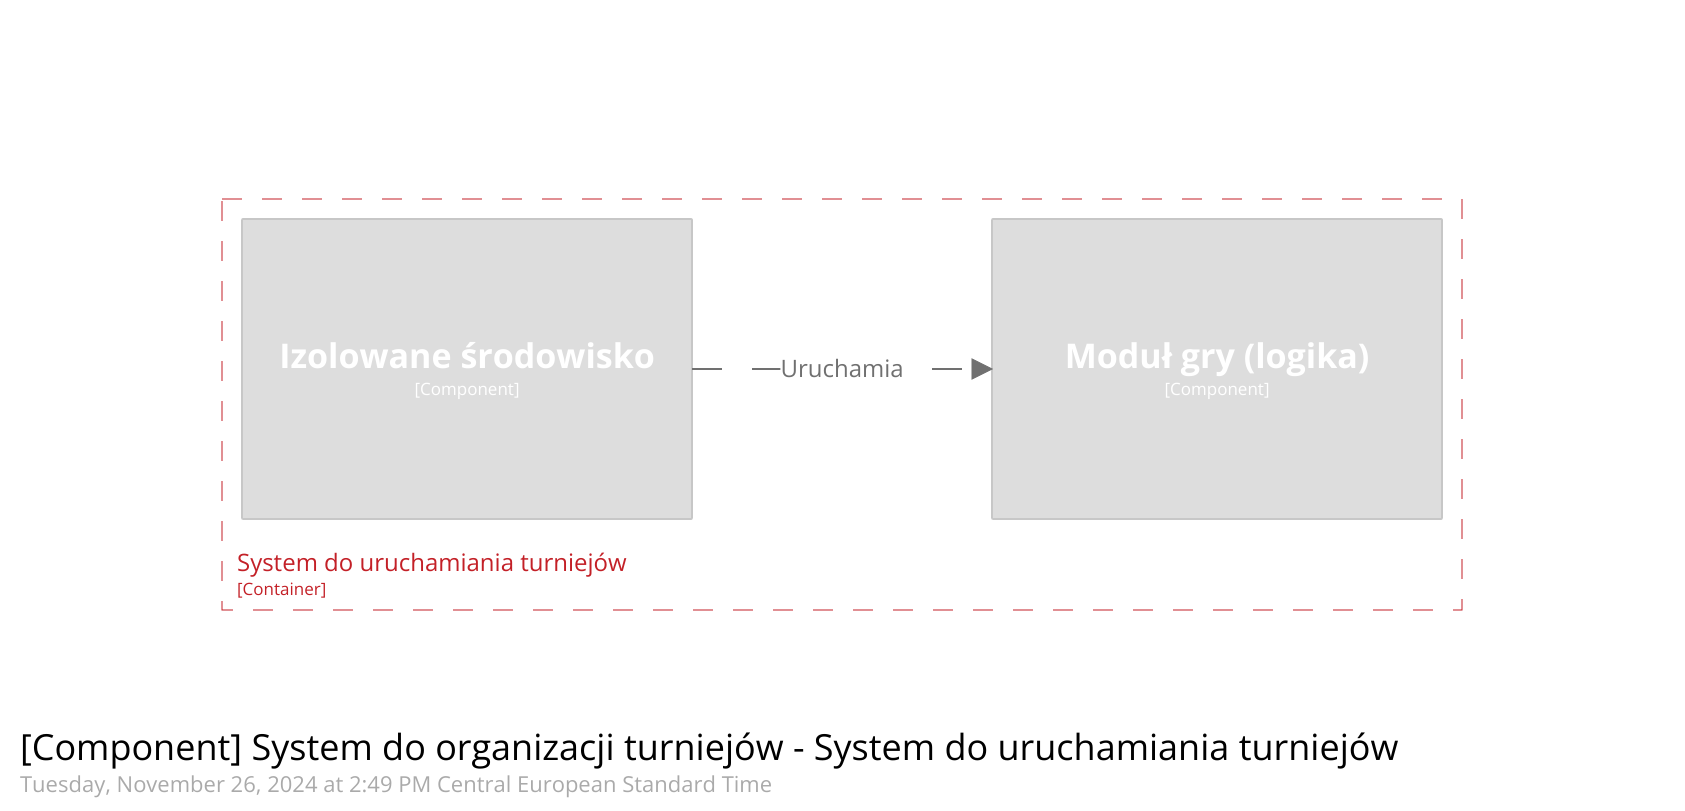 Izolowane środowisko
[Component]
Uruchamia
Moduł gry (logika)
[Component]
System do uruchamiania turniejów
[Container]
[Component] System do organizacji turniejów - System do uruchamiania turniejów
Tuesday, November 26, 2024 at 2:49 PM Central European Standard Time